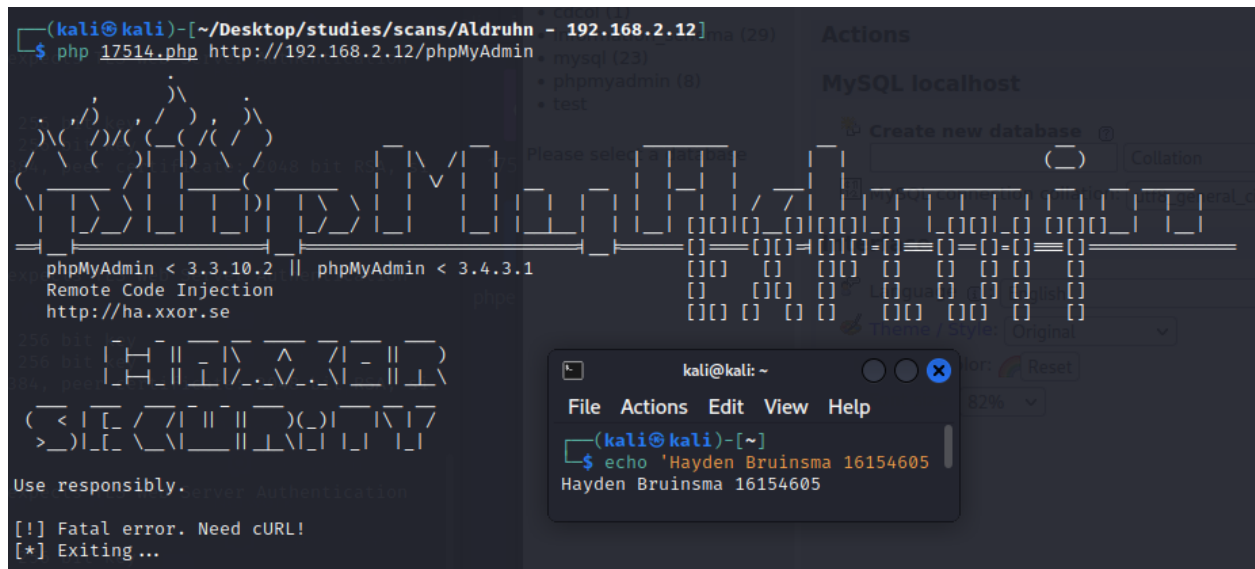 ┌──(kali㉿kali)-[~/Desktop/studies/scans/Aldruhn – 192.168.2.12]
└─$ php 17514.php http://192.168.2.12/phpMyAdmin
phpMyAdmin
phpMyAdmin < 3.3.10.2 || phpMyAdmin < 3.4.3.1
Remote Code Injection
http://ha.xxor.se
HAWXOR
SECURITY
Use responsibly.
[!] Fatal error. Need cURL!
[*] Exiting...
kali@kali: ~
File Actions Edit View Help
┌──(kali㉿kali)-[~]
└─$ echo 'Hayden Bruinsma 16154605
Hayden Bruinsma 16154605
mysql (23)
phpmyadmin (8)
test
Please select a database
Actions
MySQL localhost
Create new database
Collation
Theme / Style: Original
Reset
82%